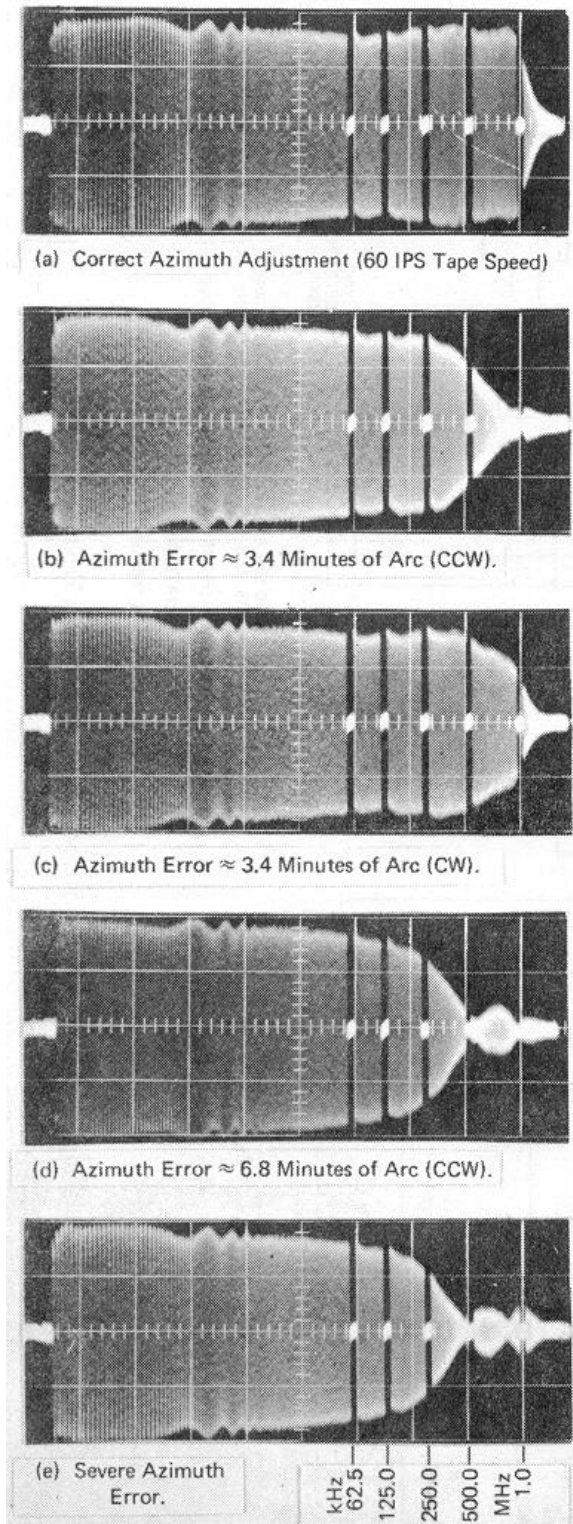 (a) Correct Azimuth Adjustment (60 IPS Tape Speed)
(b) Azimuth Error ≈ 3.4 Minutes of Arc (CCW).
(c) Azimuth Error ≈ 3.4 Minutes of Arc (CW).
(d) Azimuth Error ≈ 6.8 Minutes of Arc (CCW).
(e) Severe Azimuth
Error.
kHz
62.5
125.0
250.0
500.0
MHz
1.0